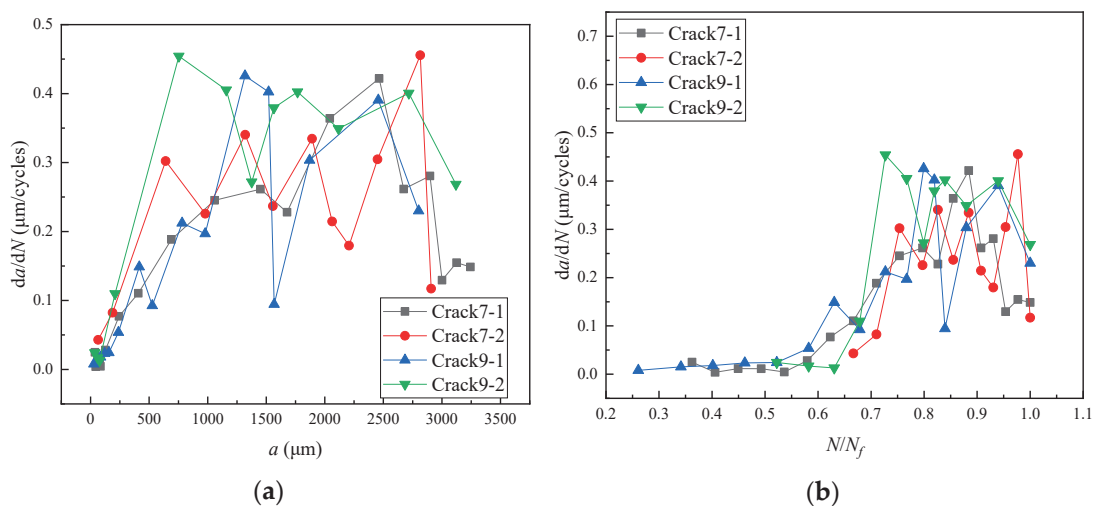 0.5
0.4
0.3
0.2
0.1
0.0
da/dN (μm/cycles)
0 500 1000 1500 2000 2500 3000 3500
a (μm)
Crack7-1
Crack7-2
Crack9-1
Crack9-2
(a)
0.7
0.6
0.5
0.4
0.3
0.2
0.1
0.0
da/dN (μm/cycles)
0.2 0.3 0.4 0.5 0.6 0.7 0.8 0.9 1.0 1.1
N/Nf
Crack7-1
Crack7-2
Crack9-1
Crack9-2
(b)